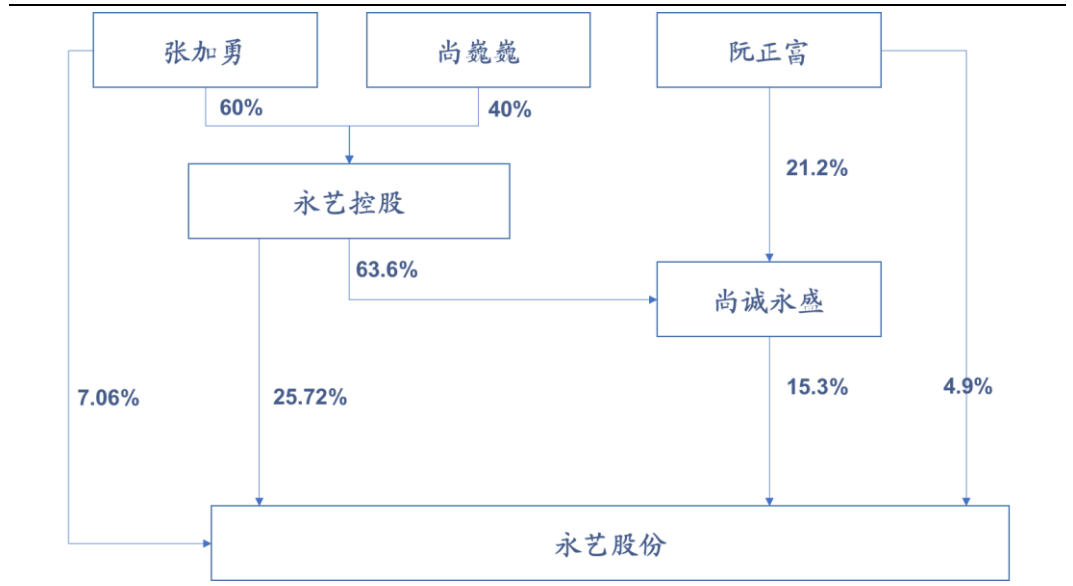 张加勇
尚巍巍
阮正富
60%
40%
21.2%
永艺控股
63.6%
尚诚永盛
7.06%
25.72%
15.3%
4.9%
永艺股份